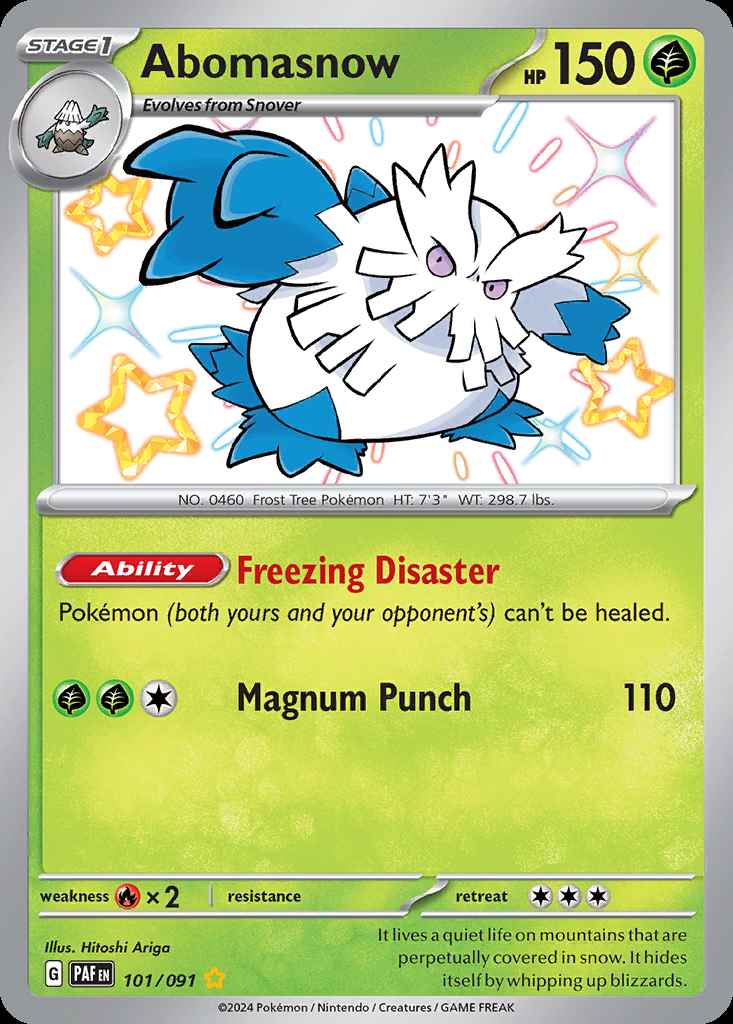 STAGE1
Abomasnow
HP 150
Evolves from Snover
NO. 0460 Frost Tree Pokémon HT: 7'3" WT: 298.7 lbs.
Ability Freezing Disaster
Pokémon (both yours and your opponent's) can't be healed.
Magnum Punch 110
weakness ×2 resistance retreat
Illus. Hitoshi Ariga
G PAF EN 101/091
It lives a quiet life on mountains that are
perpetually covered in snow. It hides
itself by whipping up blizzards.
©2024 Pokémon / Nintendo / Creatures / GAME FREAK